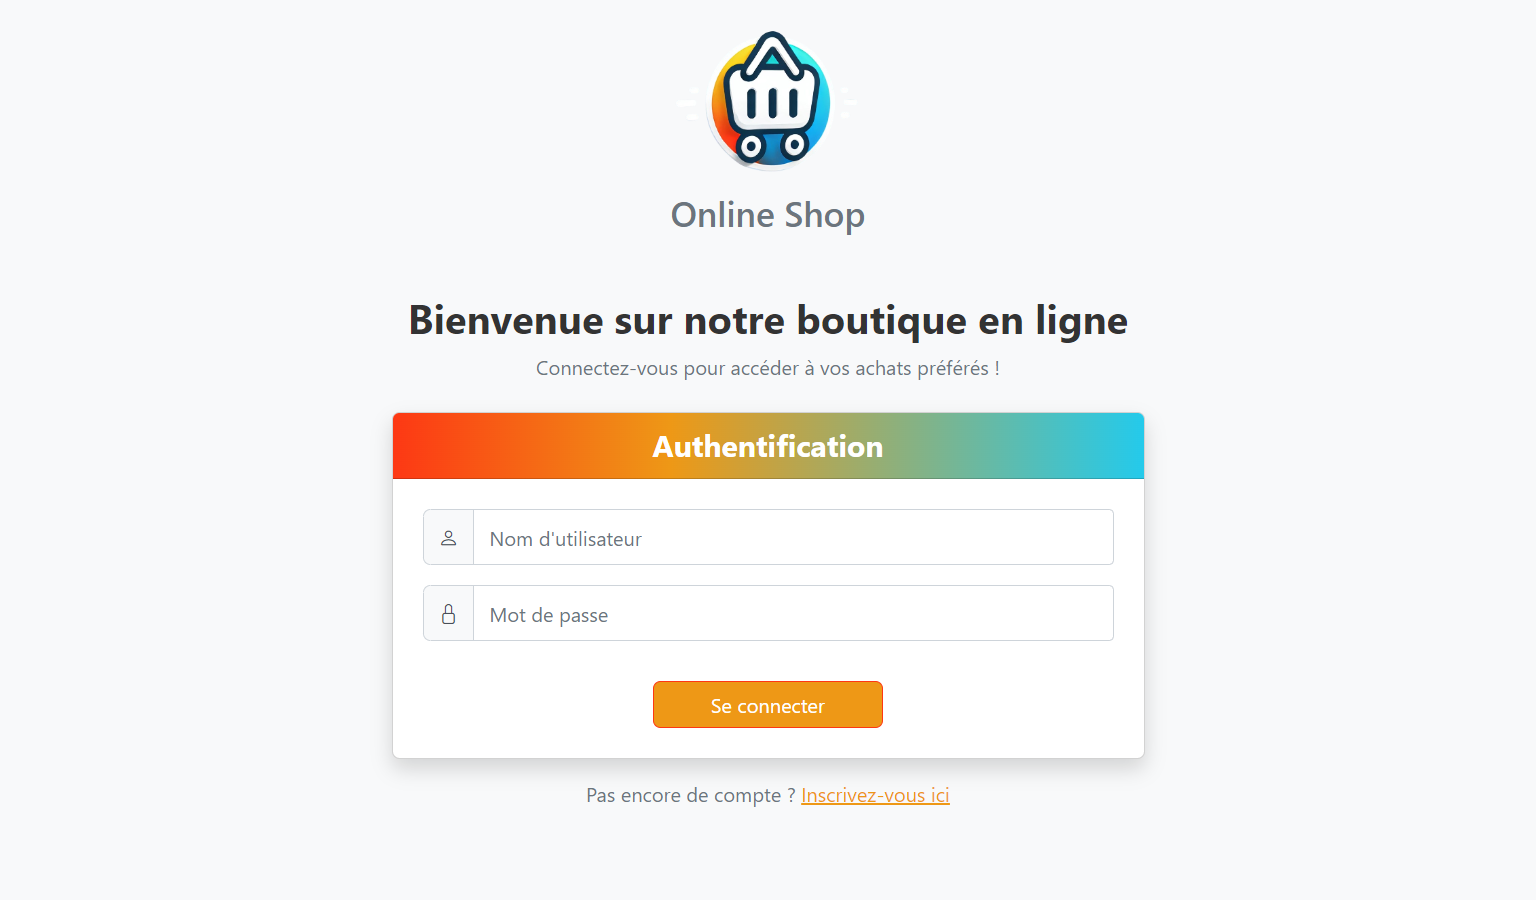 Online Shop
Bienvenue sur notre boutique en ligne
Connectez-vous pour accéder à vos achats préférés !
Authentification
Nom d'utilisateur
Mot de passe
Se connecter
Pas encore de compte ? Inscrivez-vous ici